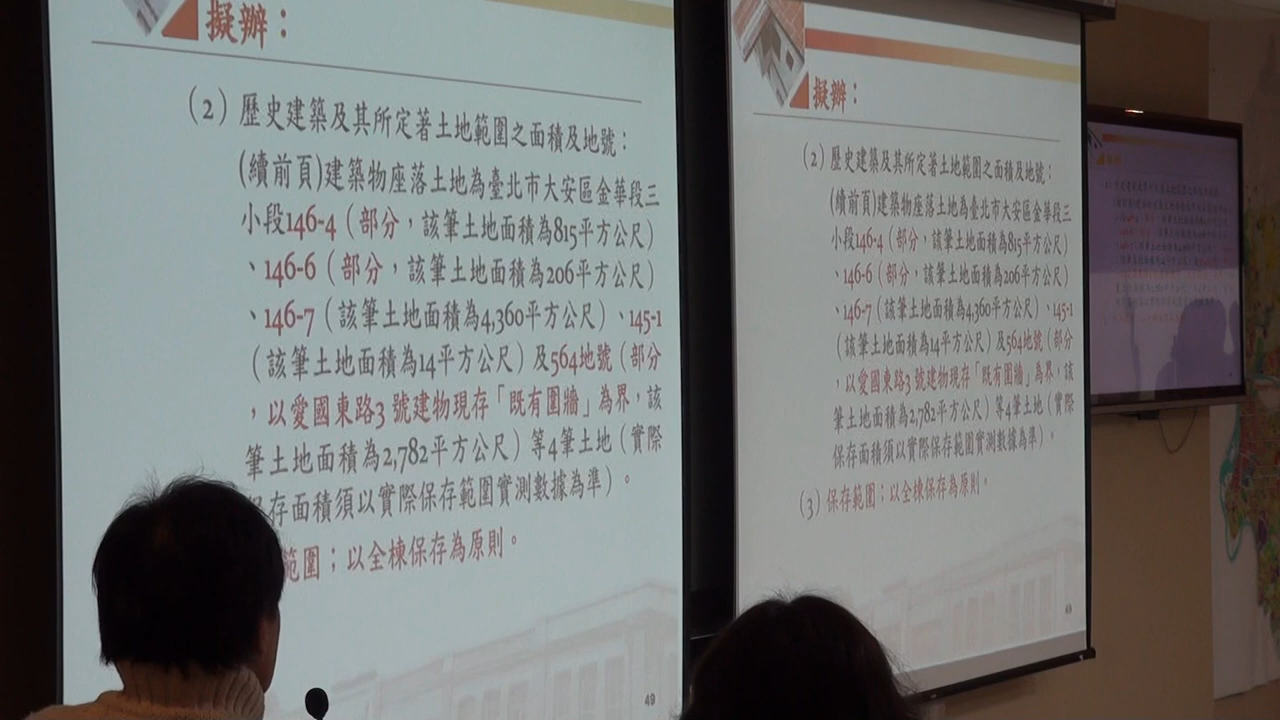 擬辦：
（2）歷史建築及其所定著土地範圍之面積及地號：
(續前頁)建築物座落土地為臺北市大安區金華段三
小段146-4（部分，該筆土地面積為815平方公尺）
、146-6（部分，該筆土地面積為206平方公尺）
、146-7（該筆土地面積為4,360平方公尺）、145-1
（該筆土地面積為14平方公尺）及564地號（部分
，以愛國東路3 號建物現存「既有圍牆」為界，該
筆土地面積為2,782平方公尺）等4筆土地（實際
存面積須以實際保存範圍實測數據為準）。
範圍：以全棟保存為原則。
49
擬辦：
（2）歷史建築及其所定著土地範圍之面積及地號：
(續前頁)建築物座落土地為臺北市大安區金華段三
小段146-4（部分，該筆土地面積為815平方公尺）
、146-6（部分，該筆土地面積為206平方公尺）
、146-7（該筆土地面積為4,360平方公尺）、145-1
（該筆土地面積為14平方公尺）及564地號（部分
，以愛國東路3 號建物現存「既有圍牆」為界，該
筆土地面積為2,782平方公尺）等4筆土地（實際
保存面積須以實際保存範圍實測數據為準）。
（3）保存範圍：以全棟保存為原則。
49